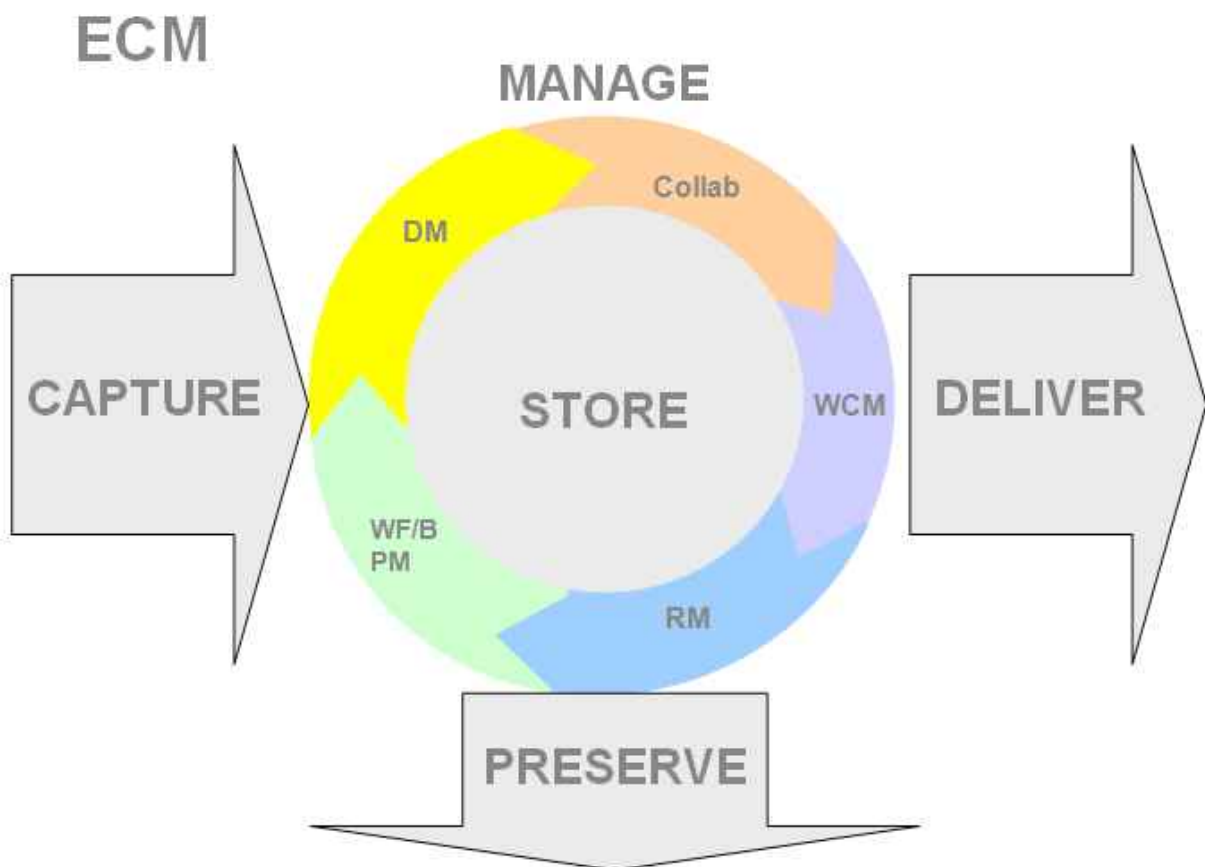 ECM
MANAGE
Collab
DM
CAPTURE
STORE
WCM
DELIVER
WF/B
PM
RM
PRESERVE